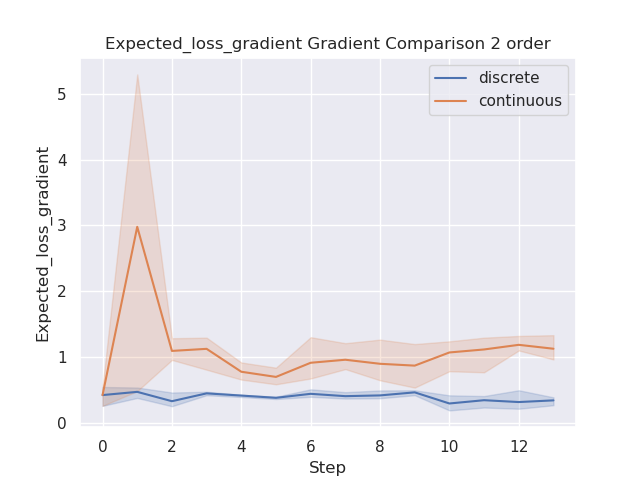 Expected_loss_gradient Gradient Comparison 2 order
discrete
continuous
Expected_loss_gradient
5
4
3
2
1
0
0 2 4 6 8 10 12
Step